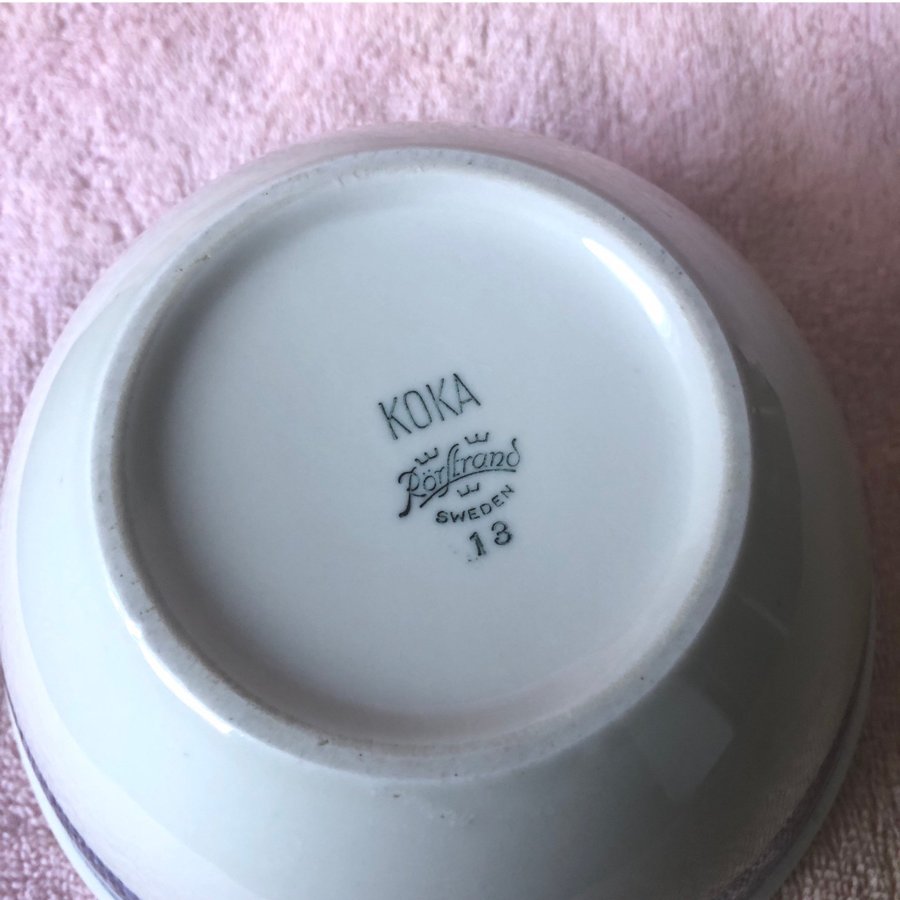 KOKA
Rörstrand
SWEDEN
13